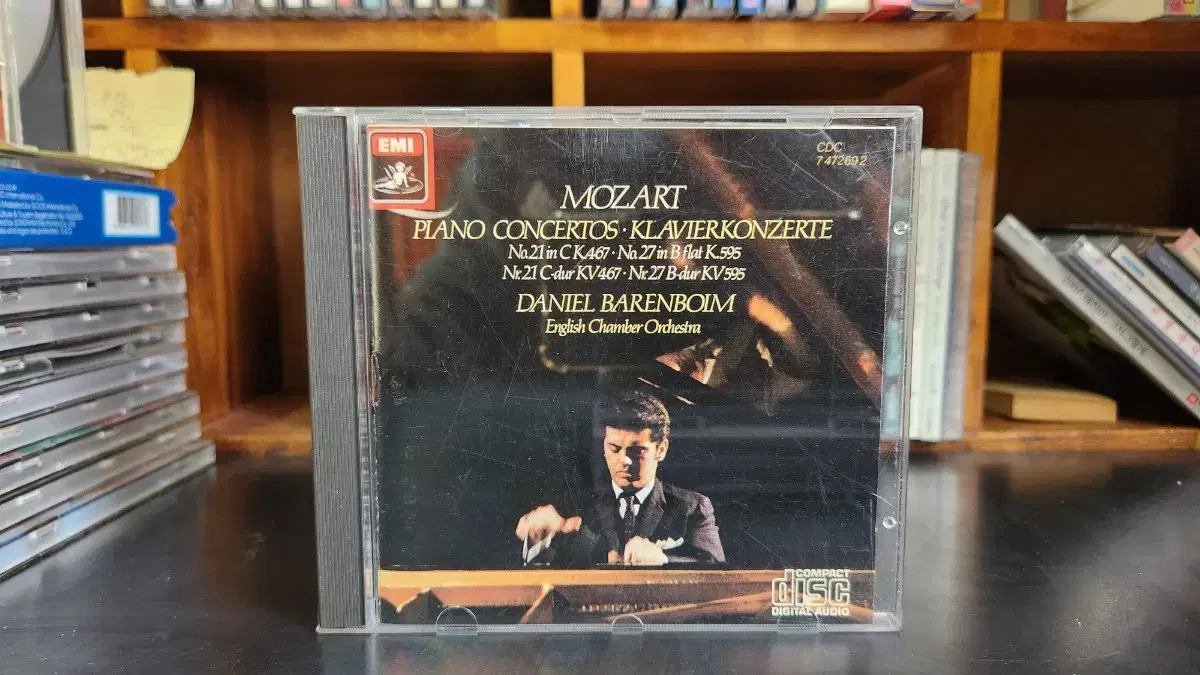 EMI
CDC
7 47269 2
MOZART
PIANO CONCERTOS · KLAVIERKONZERTE
No.21 in C K.467 · No.27 in B flat K.595
Nr.21 C-dur KV467 · Nr.27 B-dur KV595
DANIEL BARENBOIM
English Chamber Orchestra
COMPACT
disc
DIGITAL AUDIO